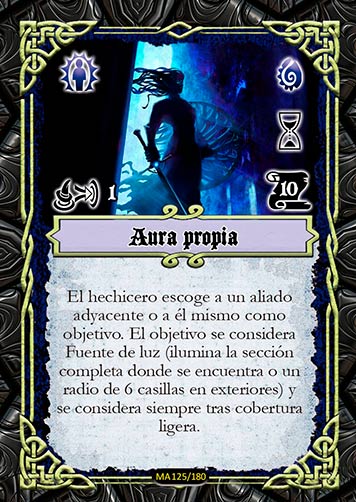 1
10
Aura propia
El hechicero escoge a un aliado
adyacente o a él mismo como
objetivo. El objetivo se considera
Fuente de luz (ilumina la sección
completa donde se encuentra o un
radio de 6 casillas en exteriores) y
se considera siempre tras cobertura
ligera.
MA125/180